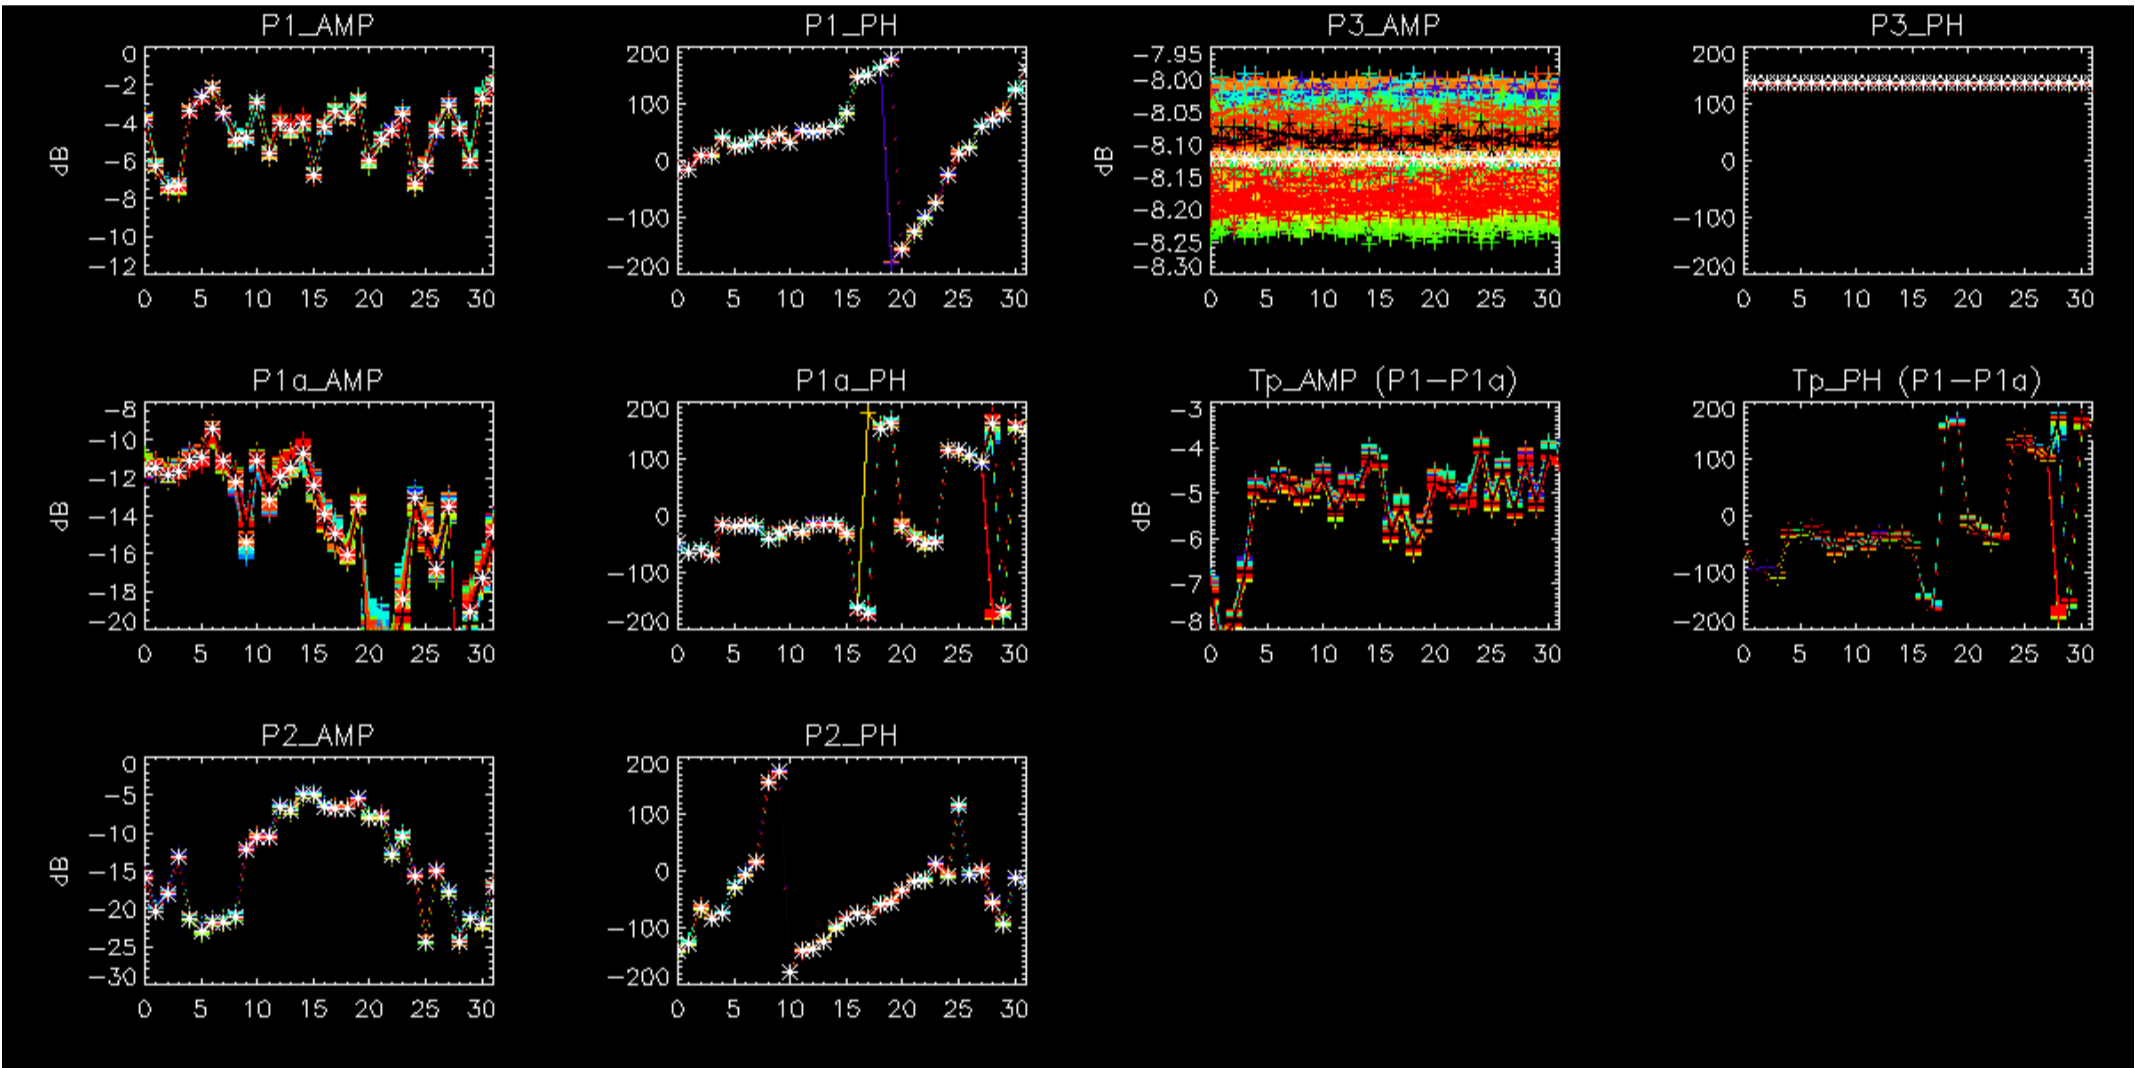 P1_AMP
P1_PH
P3_AMP
P3_PH
0
-2
-4
-6
-8
-10
-12
dB
0 5 10 15 20 25 30
200
100
0
-100
-200
0 5 10 15 20 25 30
-7.95
-8.00
-8.05
-8.10
-8.15
-8.20
-8.25
-8.30
dB
0 5 10 15 20 25 30
200
100
0
-100
-200
0 5 10 15 20 25 30
P1a_AMP
P1a_PH
Tp_AMP (P1-P1a)
Tp_PH (P1-P1a)
-8
-10
-12
-14
-16
-18
-20
dB
0 5 10 15 20 25 30
200
100
0
-100
-200
0 5 10 15 20 25 30
-3
-4
-5
-6
-7
-8
dB
0 5 10 15 20 25 30
200
100
0
-100
-200
0 5 10 15 20 25 30
P2_AMP
P2_PH
0
-5
-10
-15
-20
-25
-30
dB
0 5 10 15 20 25 30
200
100
0
-100
-200
0 5 10 15 20 25 30